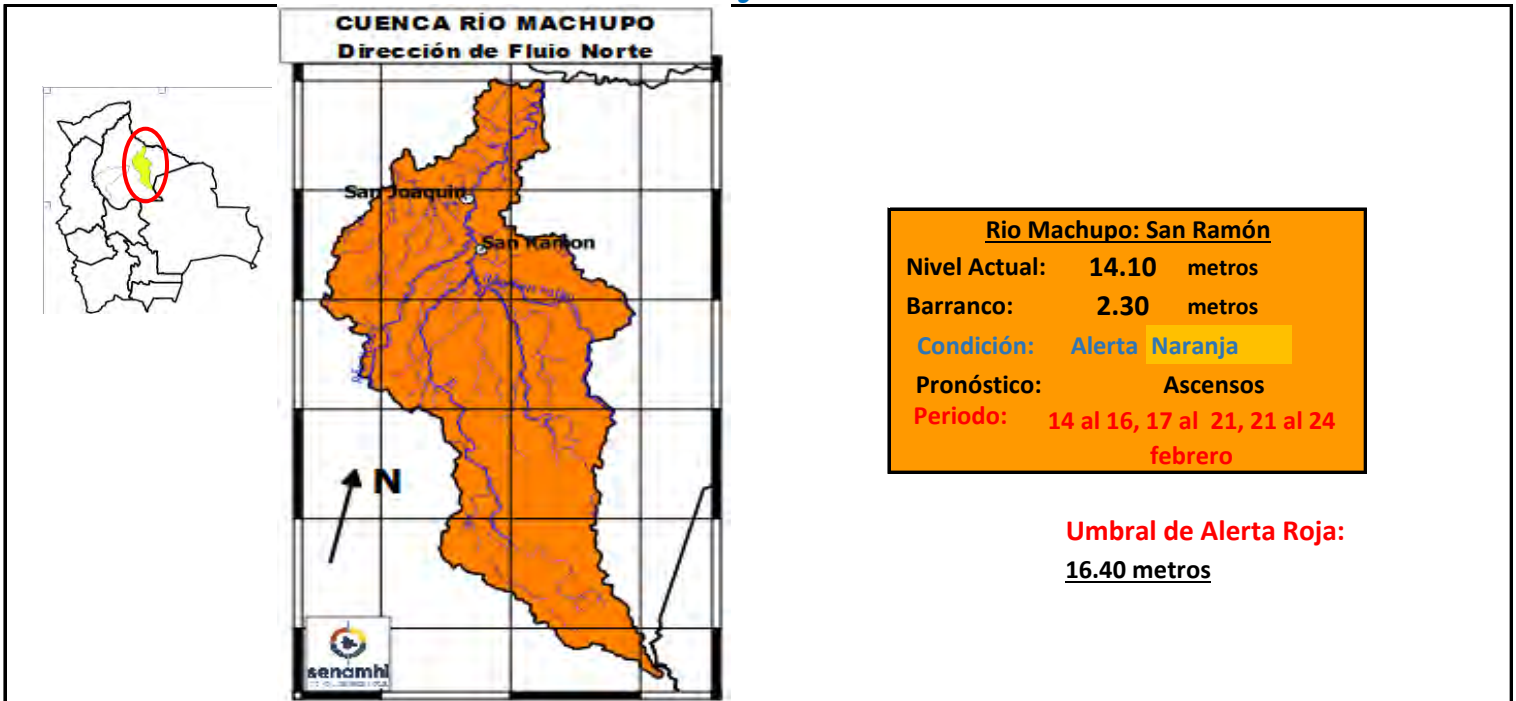 CUENCA RÍO MACHUPO
Dirección de Flujo Norte
San Joaquin
San Ramon
N
senamhi
Rio Machupo: San Ramón
Nivel Actual: 14.10 metros
Barranco: 2.30 metros
Condición: Alerta Naranja
Pronóstico: Ascensos
Periodo: 14 al 16, 17 al 21, 21 al 24
febrero
Umbral de Alerta Roja:
16.40 metros